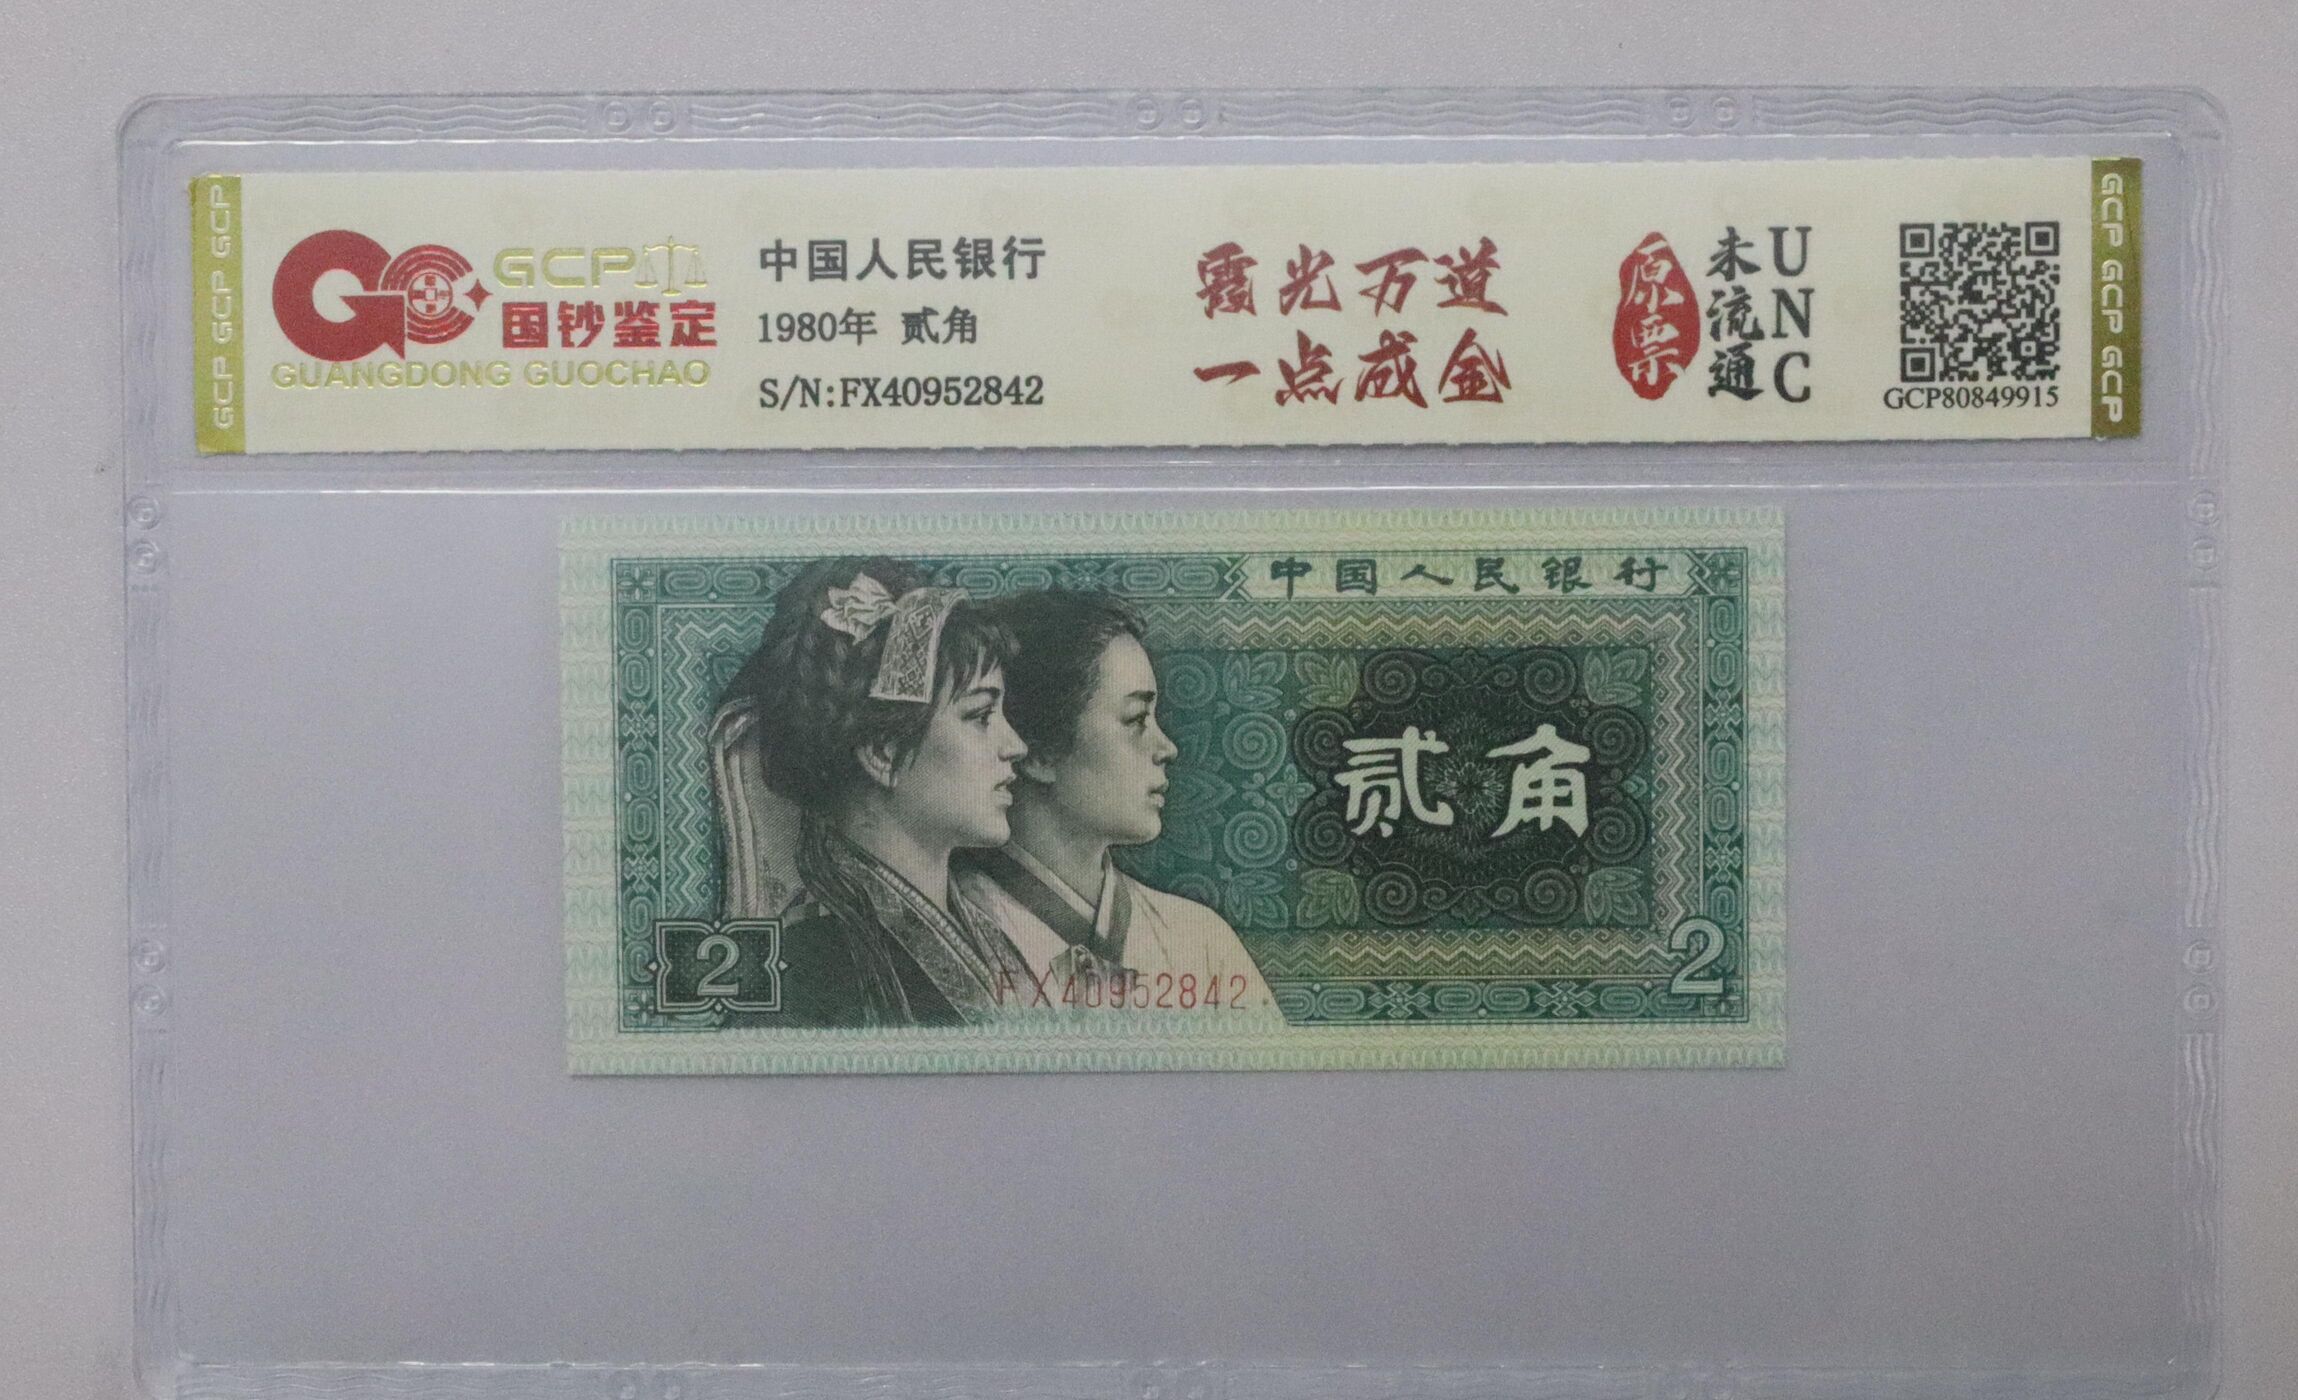 GCP GCP GCP
GCP
国钞鉴定
GUANGDONG GUOCHAO
中国人民银行
1980年 贰角
S/N:FX40952842
霞光万道
一点成金
原票
未流通
UNC
GCP80849915
GCP GCP GCP GCP
中国人民银行
贰角
2
FX40952842
2